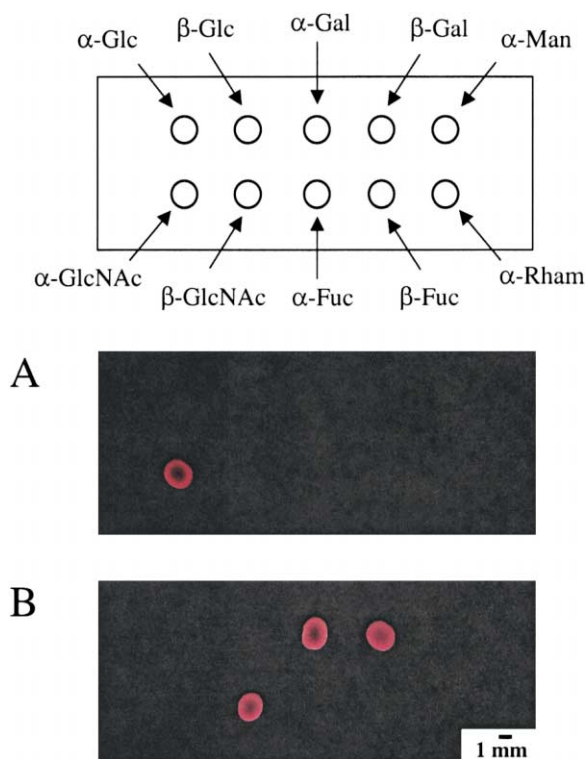 α-Glc β-Glc α-Gal β-Gal α-Man
α-GlcNAc β-GlcNAc α-Fuc β-Fuc α-Rham
A
B
1 mm